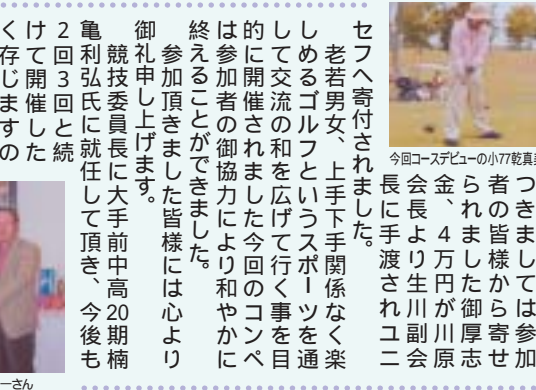 今回コースデビューの小77乾真
つきましては参加
者の皆様から寄せ
られました御厚志
金、4万円が川原
会長より生川副会
長に手渡されユニ
セフへ寄付されました。
老若男女、上手下手関係なく楽
しめるゴルフというスポーツを通
して交流の和を広げて行く事を目
的に開催されました今回のコンペ
は参加者の御協力により和やかに
終えることができました。
参加頂きました皆様には心より
御礼申し上げます。
競技委員長に大手前中高20期楠
亀利弘氏に就任して頂き、今後も
2回3回と続
けて開催した
く存じますの
ーさん